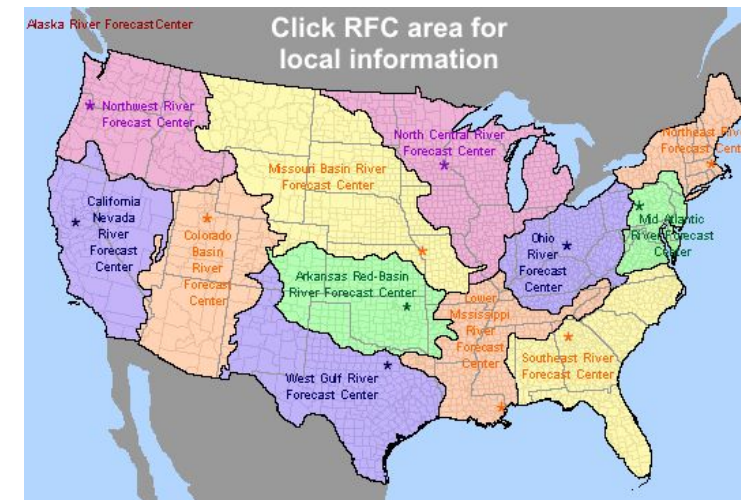 Alaska River Forecast Center
Click RFC area for
local information
Northwest River
Forecast Center
North Central River
Forecast Center
Northeast River
Forecast Cent
Missouri Basin River
Forecast Center
California
Nevada
River
Forecast
Center
Colorado
Basin
River
Forecast
Center
Ohio
River
Forecast
Center
Mid-Atlantic
River Forecast
Center
Arkansas Red-Basin
River Forecast Center
Lower
Mississippi
River
Forecast
Center
Southeast River
Forecast Center
West Gulf River
Forecast Center